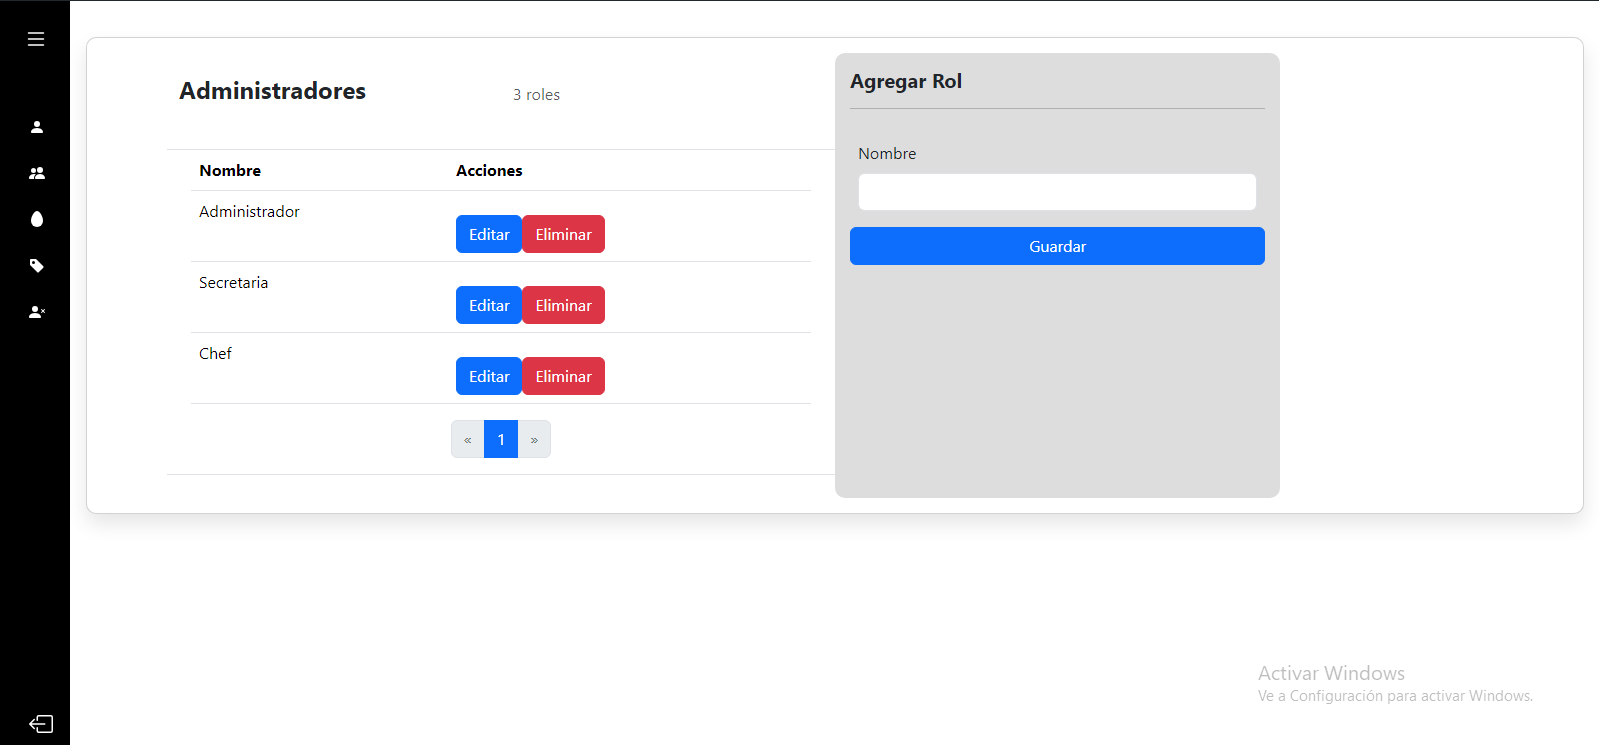 Administradores
3 roles
Nombre Acciones
Administrador
Editar Eliminar
Secretaria
Editar Eliminar
Chef
Editar Eliminar
« 1 »
Agregar Rol
Nombre
Guardar
Activar Windows
Ve a Configuración para activar Windows.